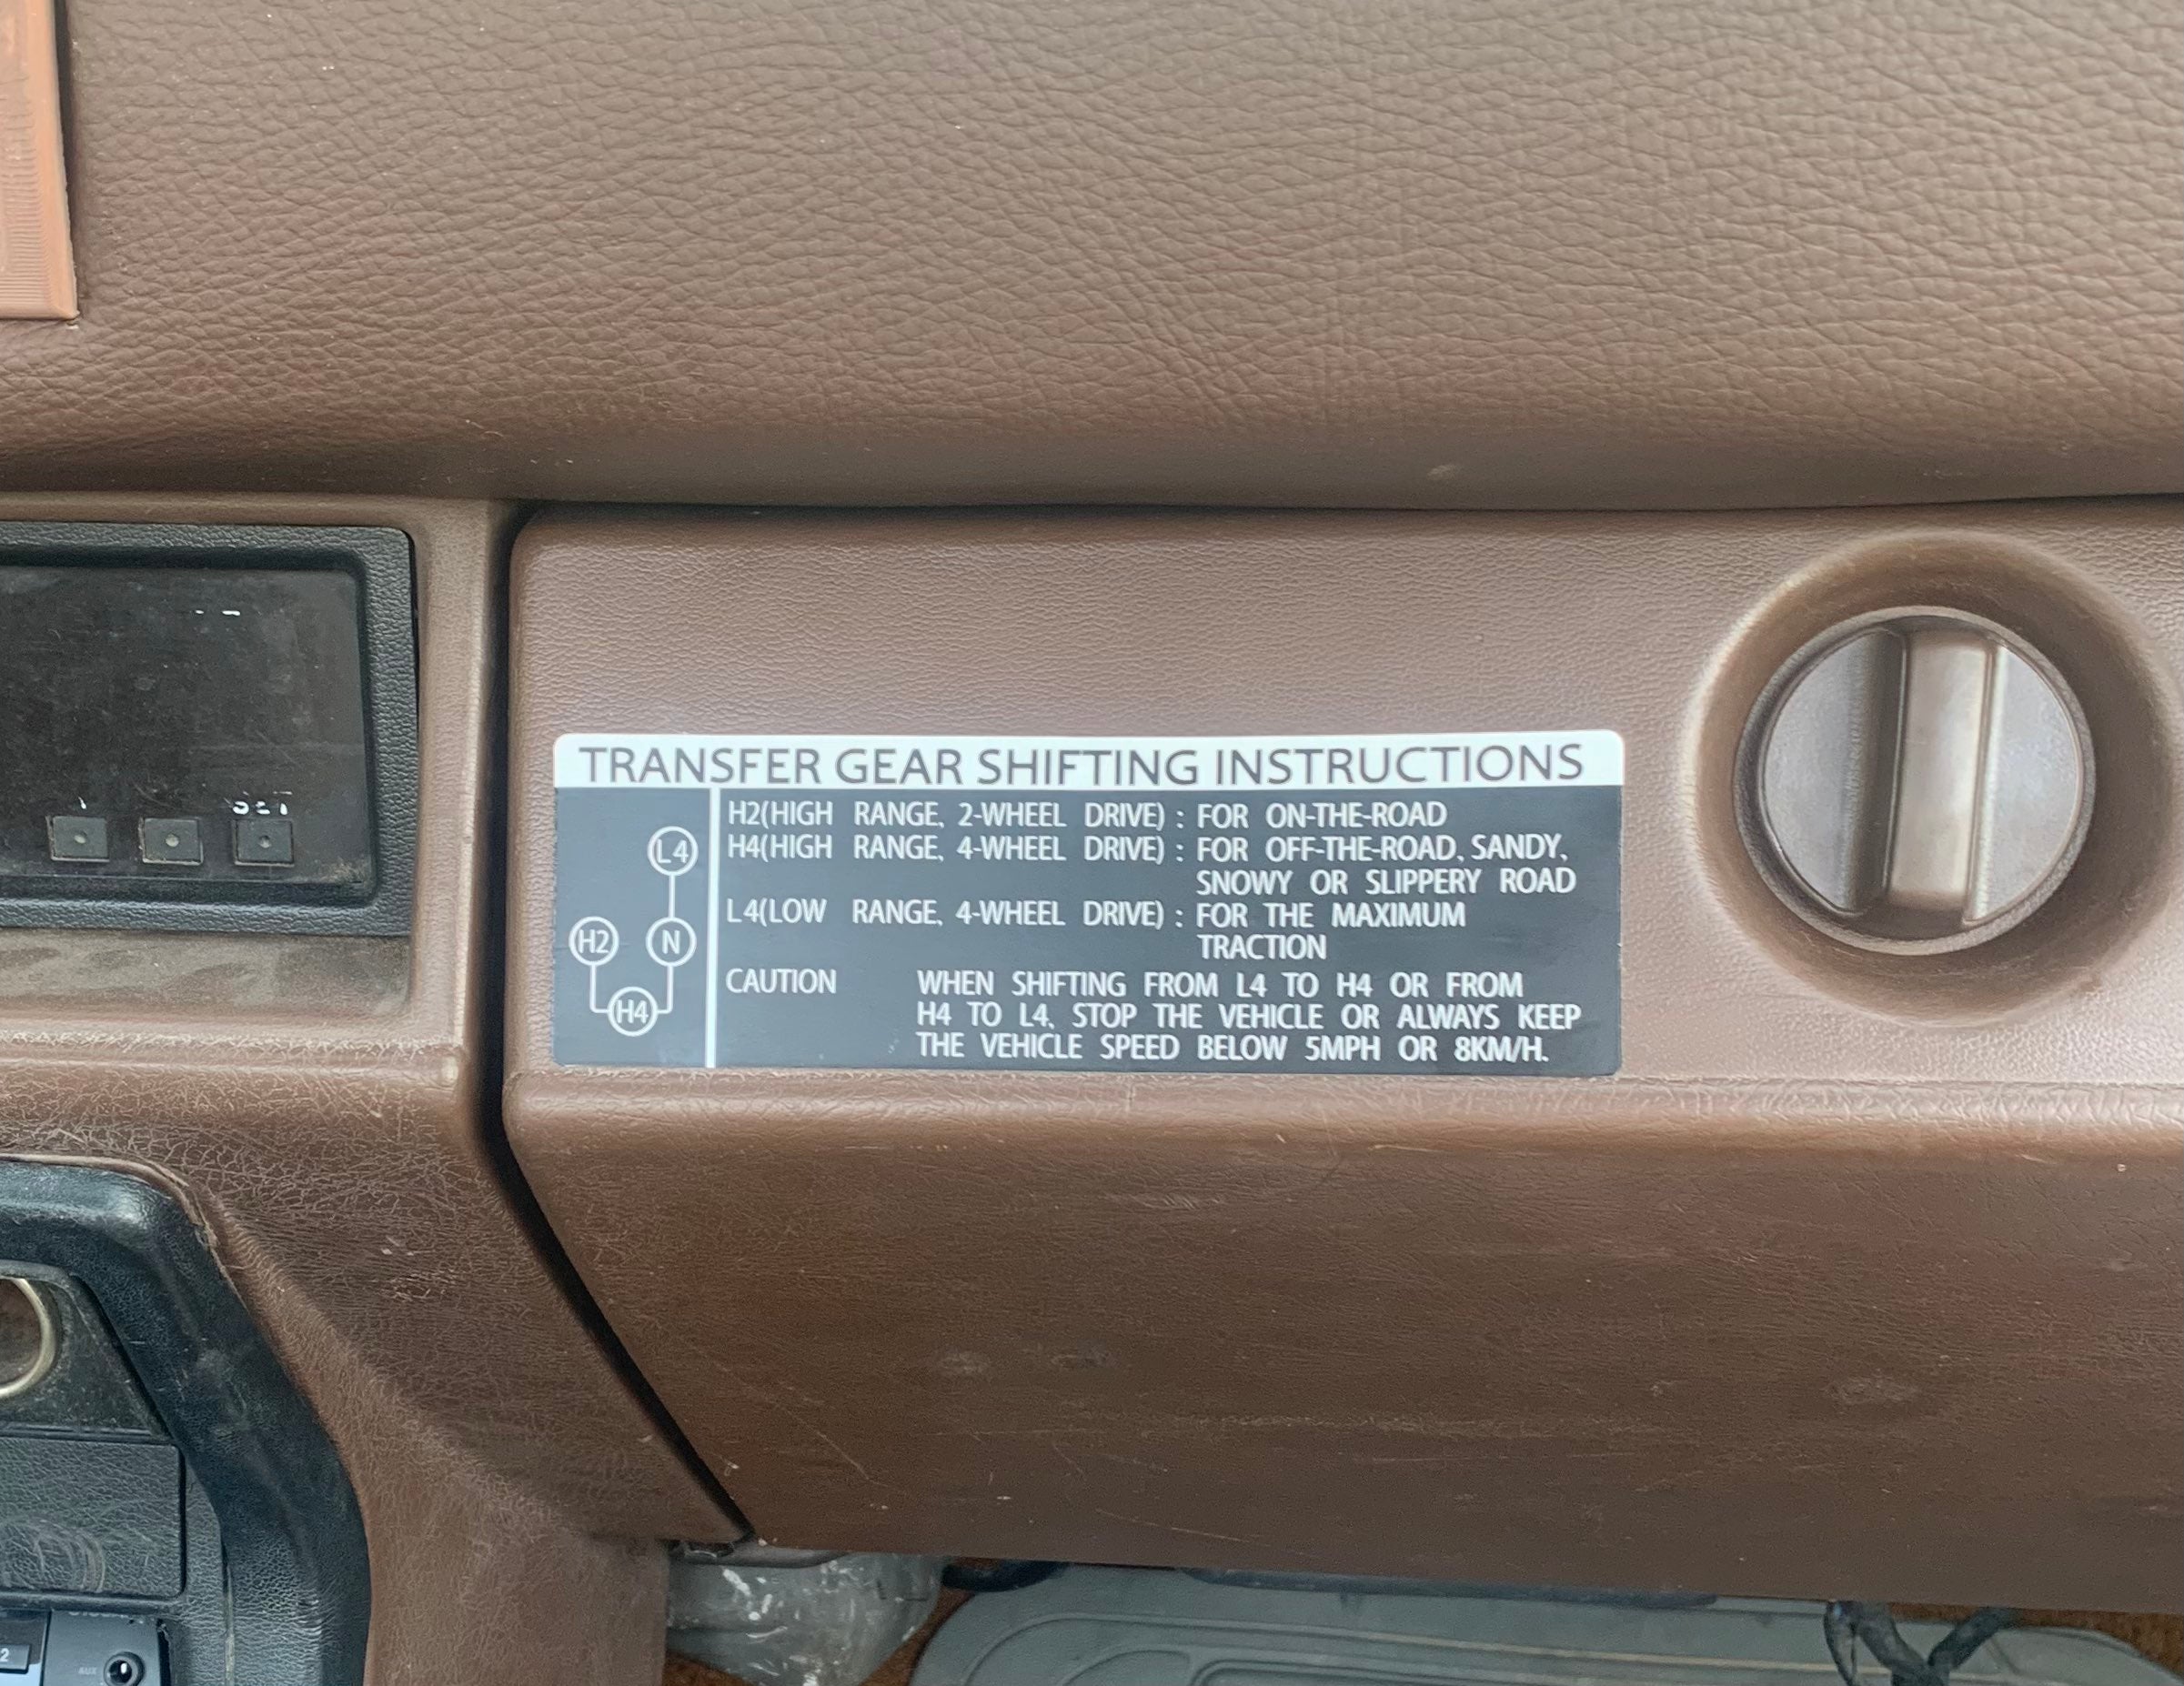 TRANSFER GEAR SHIFTING INSTRUCTIONS
H2(HIGH RANGE, 2-WHEEL DRIVE) : FOR ON-THE-ROAD
H4(HIGH RANGE, 4-WHEEL DRIVE) : FOR OFF-THE-ROAD, SANDY,
SNOWY OR SLIPPERY ROAD
L4(LOW RANGE, 4-WHEEL DRIVE) : FOR THE MAXIMUM
TRACTION
CAUTION WHEN SHIFTING FROM L4 TO H4 OR FROM
H4 TO L4, STOP THE VEHICLE OR ALWAYS KEEP
THE VEHICLE SPEED BELOW 5MPH OR 8KM/H.
L4
H2 N
H4
SET
2
AUX